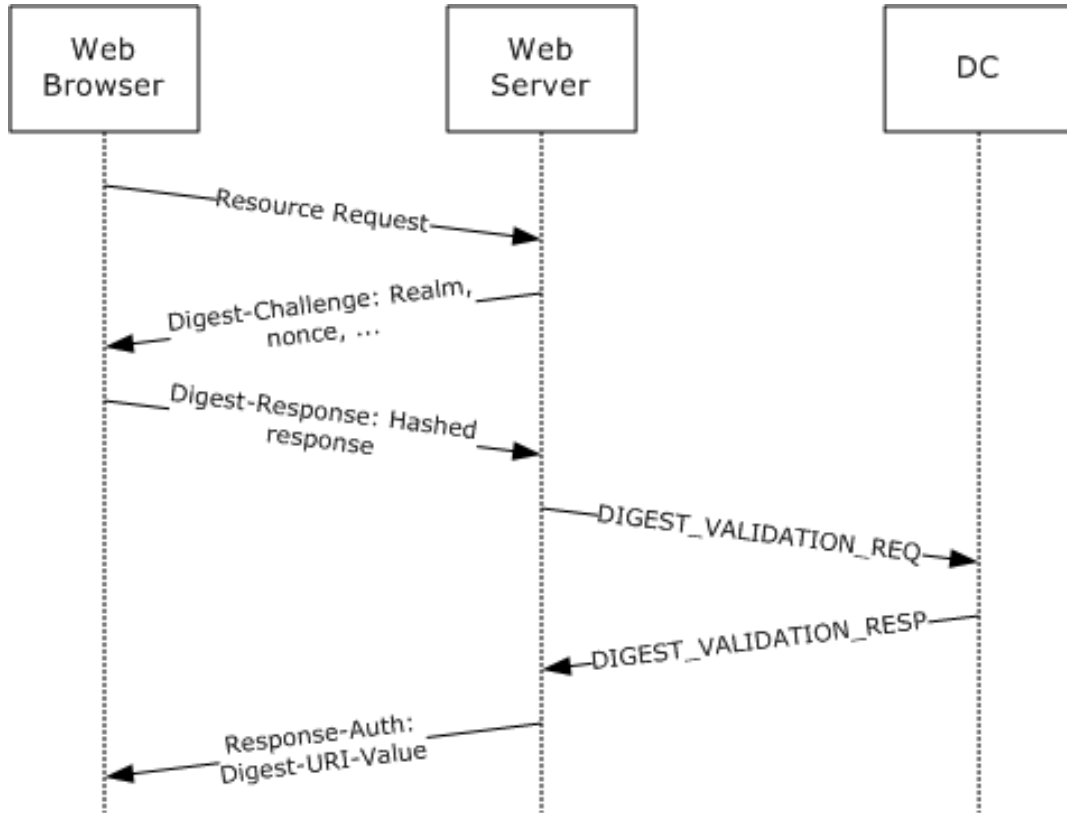 Web
Browser
Web
Server
DC
Resource Request
Digest-Challenge: Realm,
nonce, ...
Digest-Response: Hashed
response
DIGEST_VALIDATION_REQ
DIGEST_VALIDATION_RESP
Response-Auth:
Digest-URI-Value